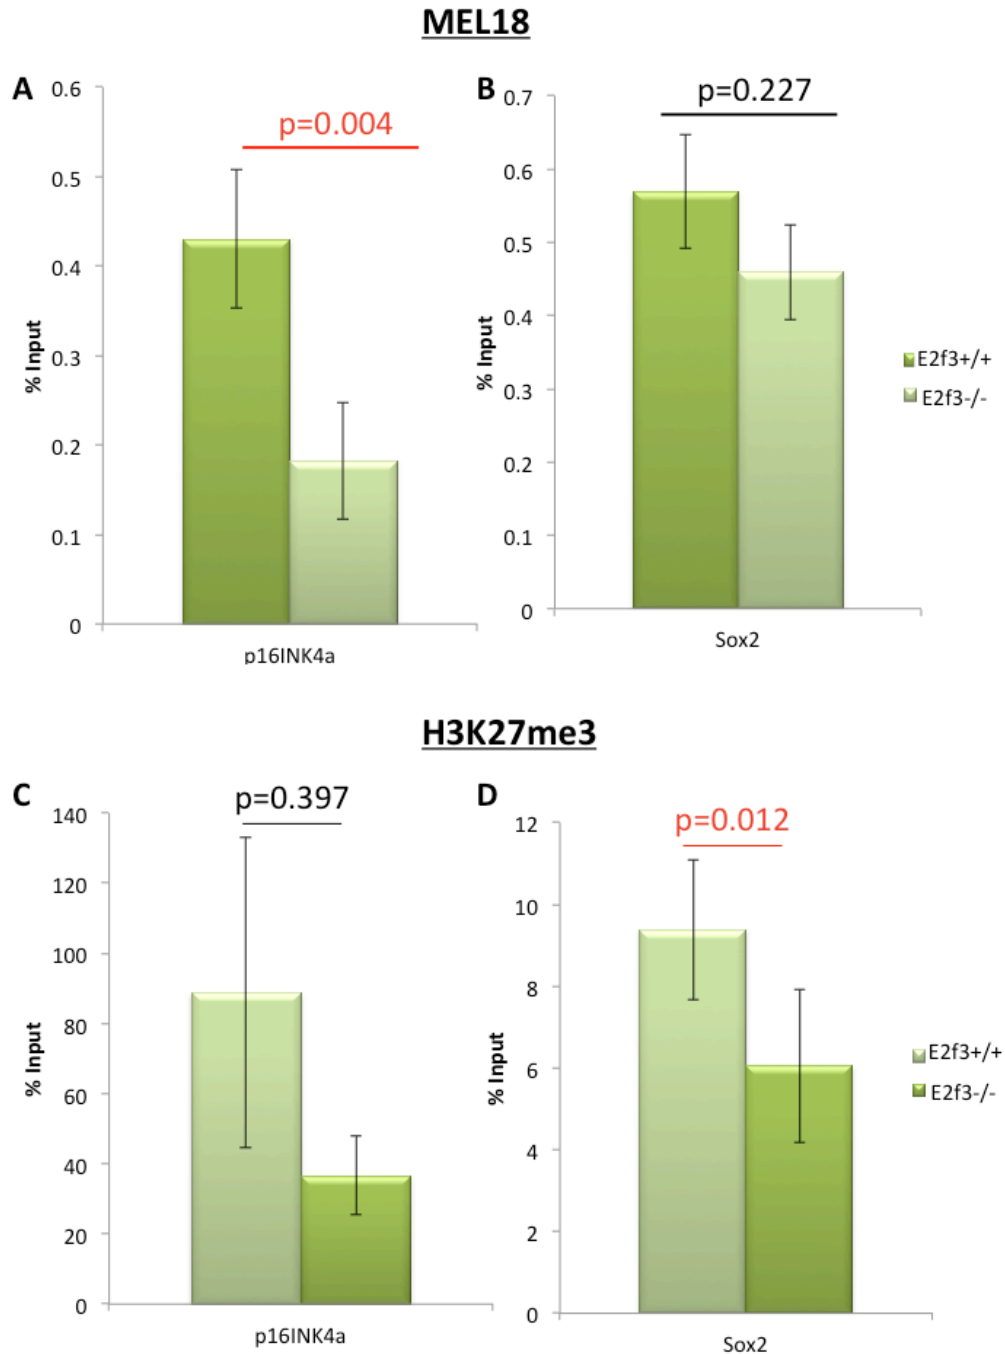 MEL18
A
p=0.004
% Input
0.6
0.5
0.4
0.3
0.2
0.1
0
p16INK4a
B
p=0.227
% Input
0.7
0.6
0.5
0.4
0.3
0.2
0.1
0
Sox2
E2f3+/+
E2f3-/-
H3K27me3
C
p=0.397
% Input
140
120
100
80
60
40
20
0
p16INK4a
D
p=0.012
% Input
12
10
8
6
4
2
0
Sox2
E2f3+/+
E2f3-/-